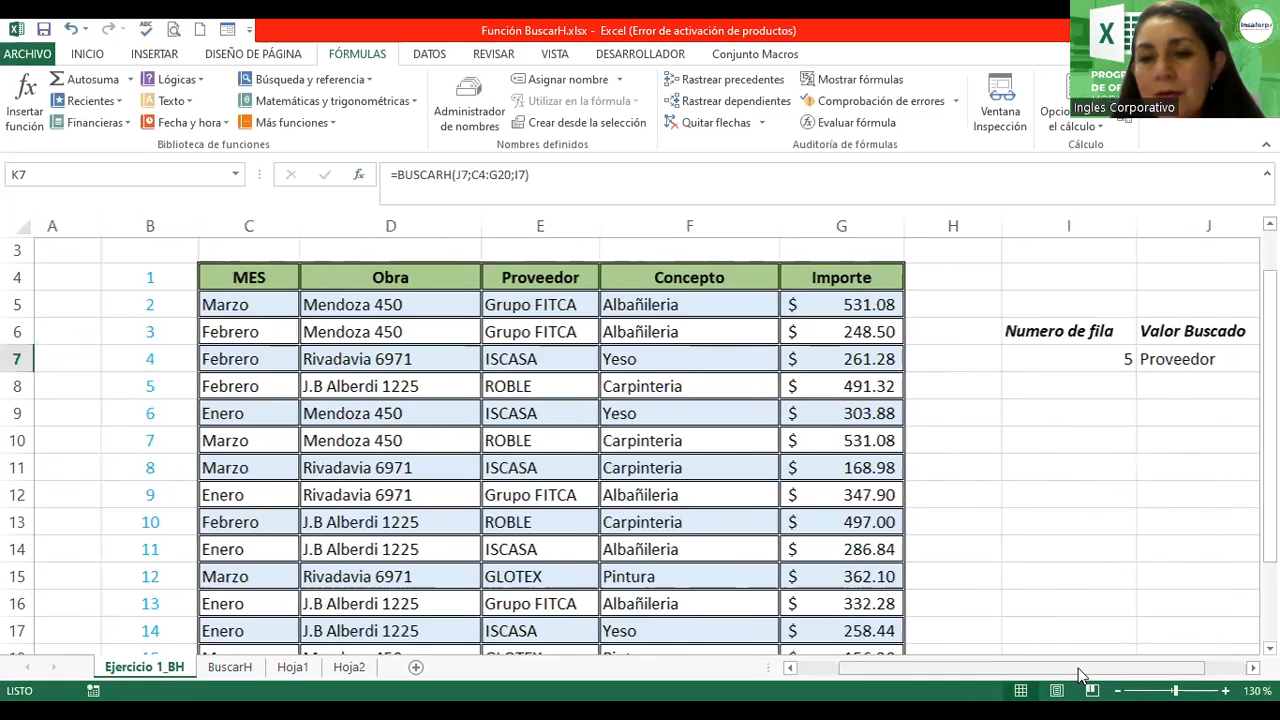 Función BuscarH.xlsx - Excel (Error de activación de productos)
ARCHIVO INICIO INSERTAR DISEÑO DE PÁGINA FÓRMULAS DATOS REVISAR VISTA DESARROLLADOR Conjunto Macros
Insertar función
Autosuma
Recientes
Financieras
Lógicas
Texto
Fecha y hora
Búsqueda y referencia
Matemáticas y trigonométricas
Más funciones
Biblioteca de funciones
Administrador de nombres
Asignar nombre
Utilizar en la fórmula
Crear desde la selección
Nombres definidos
Rastrear precedentes
Rastrear dependientes
Quitar flechas
Mostrar fórmulas
Comprobación de errores
Evaluar fórmula
Auditoría de fórmulas
Ventana Inspección
el cálculo
Cálculo
Ingles Corporativo
Insaforp
K7 fx =BUSCARH(J7;C4:G20;I7)
A B C D E F G H I J
3
4 1 MES Obra Proveedor Concepto Importe
5 2 Marzo Mendoza 450 Grupo FITCA Albañileria $ 531.08
6 3 Febrero Mendoza 450 Grupo FITCA Albañileria $ 248.50 Numero de fila Valor Buscado
7 4 Febrero Rivadavia 6971 ISCASA Yeso $ 261.28 5 Proveedor
8 5 Febrero J.B Alberdi 1225 ROBLE Carpinteria $ 491.32
9 6 Enero Mendoza 450 ISCASA Yeso $ 303.88
10 7 Marzo Mendoza 450 ROBLE Carpinteria $ 531.08
11 8 Marzo Rivadavia 6971 ISCASA Carpinteria $ 168.98
12 9 Enero Rivadavia 6971 Grupo FITCA Albañileria $ 347.90
13 10 Febrero J.B Alberdi 1225 ROBLE Carpinteria $ 497.00
14 11 Enero J.B Alberdi 1225 ISCASA Albañileria $ 286.84
15 12 Marzo Rivadavia 6971 GLOTEX Pintura $ 362.10
16 13 Enero J.B Alberdi 1225 Grupo FITCA Albañileria $ 332.28
17 14 Enero J.B Alberdi 1225 ISCASA Yeso $ 258.44
Ejercicio 1_BH BuscarH Hoja1 Hoja2
LISTO 130 %